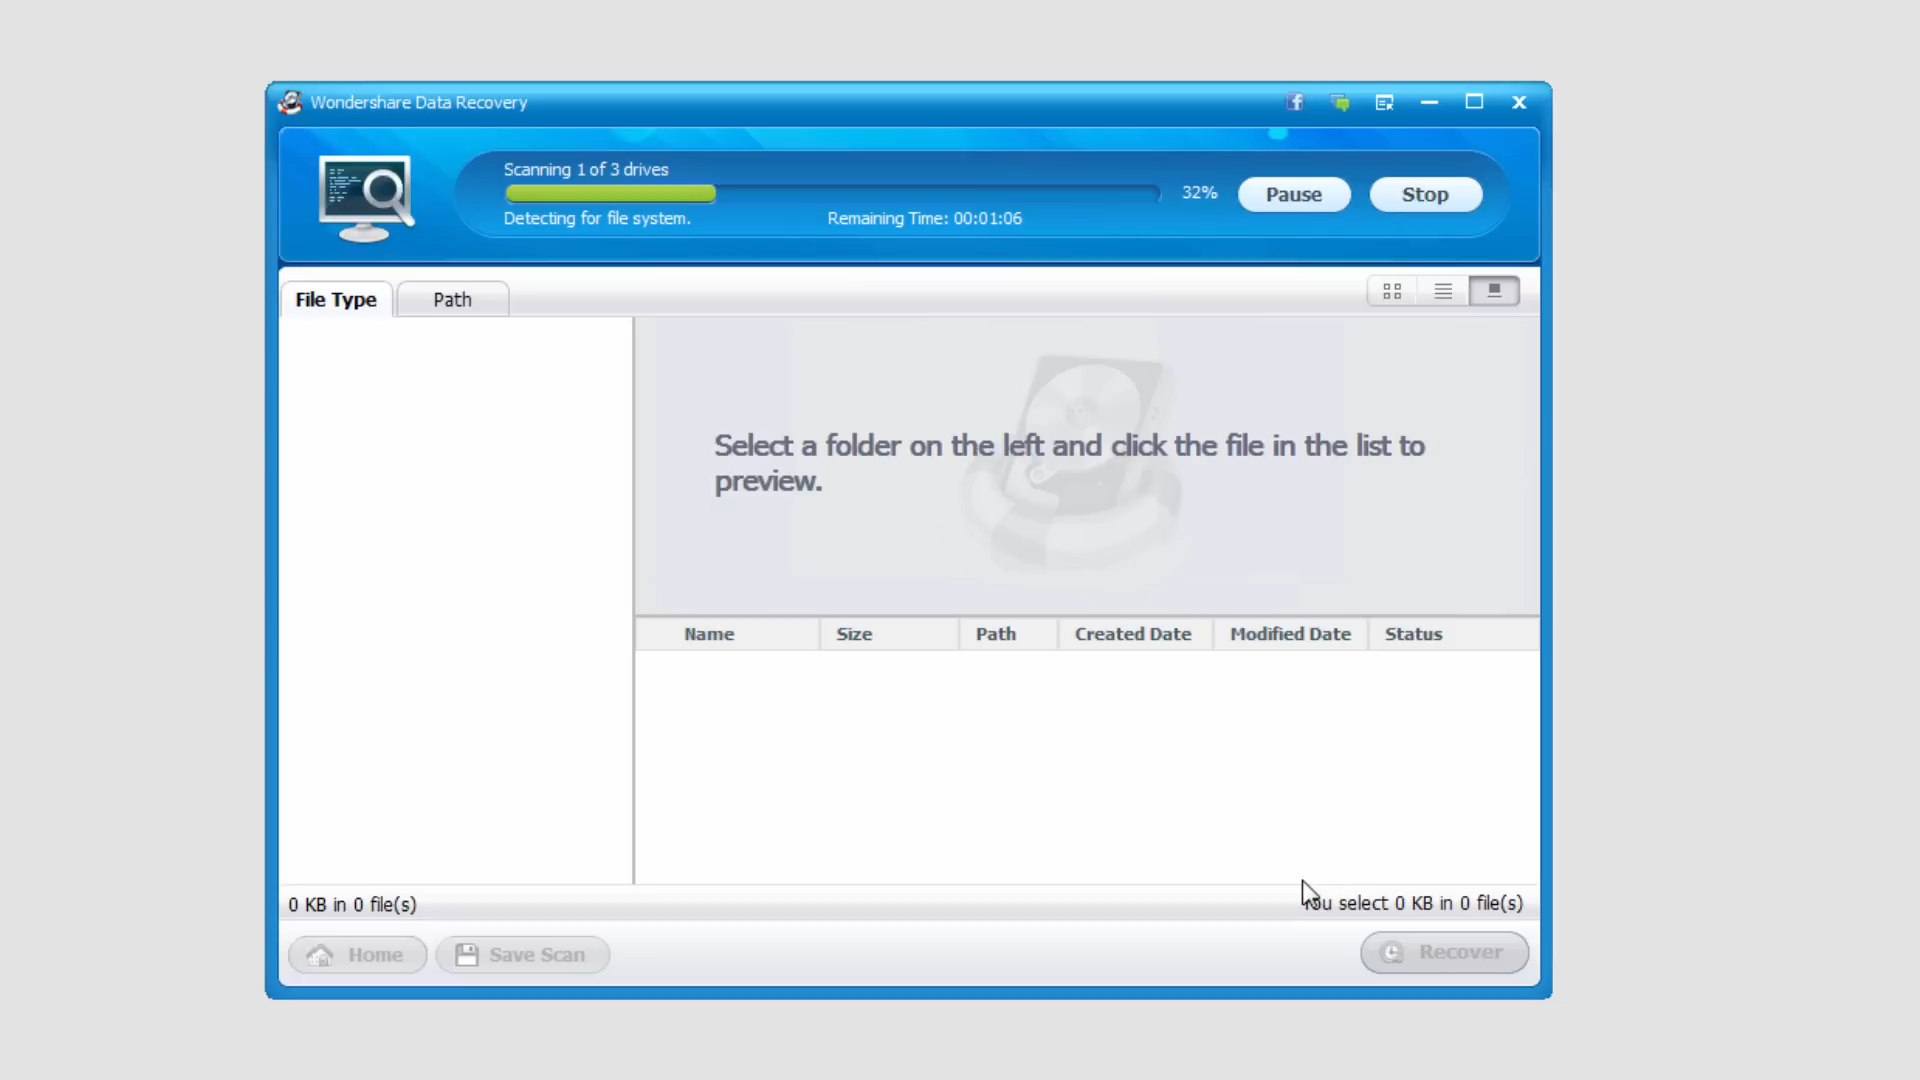 Wondershare Data Recovery
Scanning 1 of 3 drives
32%
Pause
Stop
Detecting for file system.
Remaining Time: 00:01:06
File Type
Path
Select a folder on the left and click the file in the list to
preview.
Name
Size
Path
Created Date
Modified Date
Status
0 KB in 0 file(s)
You select 0 KB in 0 file(s)
Home
Save Scan
Recover